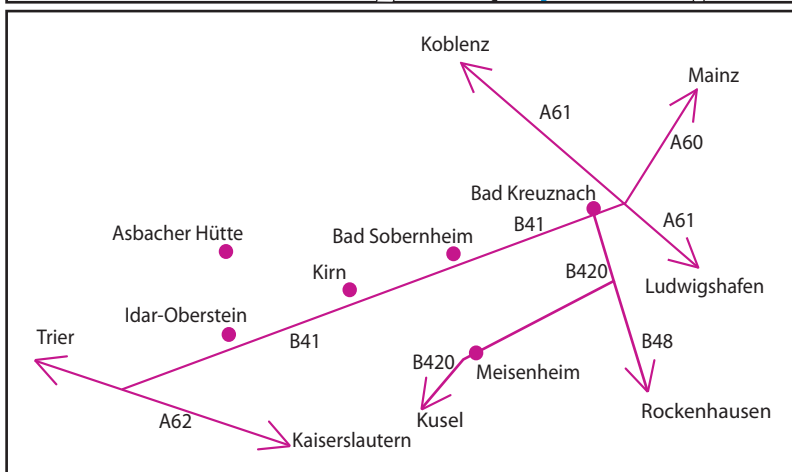 Koblenz
Mainz
A61
A60
Bad Kreuznach
Asbacher Hütte
Bad Sobernheim
B41
A61
Kirn
B420
Ludwigshafen
Idar-Oberstein
Trier
B41
B420
Meisenheim
B48
A62
Kusel
Rockenhausen
Kaiserslautern